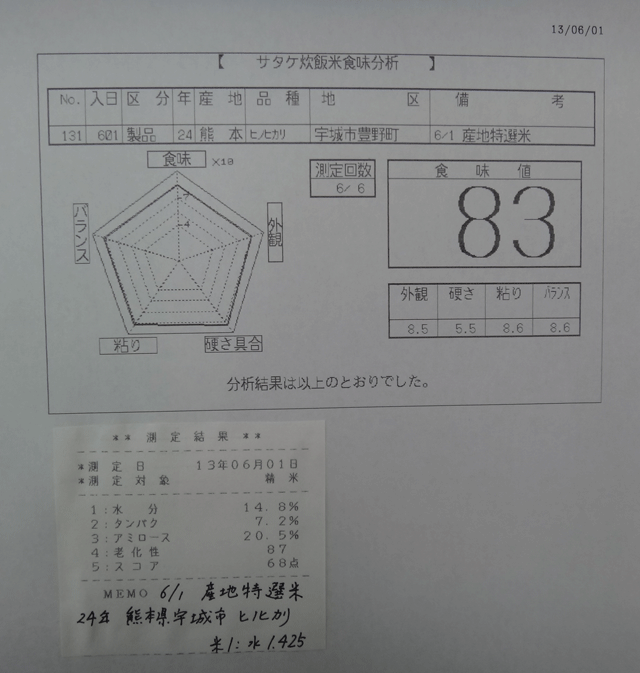 13/06/01
【 サタケ炊飯米食味分析 】
No. 入日 区分 年 産地 品種 地区 備考
131 601 製品 24 熊本 ヒノヒカリ 宇城市豊野町 6/1 産地特選米
食味 ×10
7
4
バランス
外観
粘り
硬さ具合
測定回数
6/ 6
食味値
83
外観 硬さ 粘り バランス
8.5 5.5 8.6 8.6
分析結果は以上のとおりでした。
** 測定結果 **
*測定日 13年06月01日
*測定対象 精米
1:水分 14.8%
2:タンパク 7.2%
3:アミロース 20.5%
4:老化性 87
5:スコア 68点
MEMO 6/1 産地特選米
24年 熊本県宇城市 ヒノヒカリ
米1:水1.425